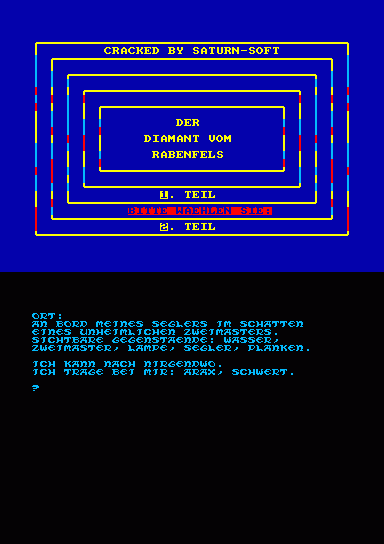 CRACKED BY SATURN-SOFT
DER
DIAMANT VOM
RABENFELS
1. TEIL
BITTE WAEHLEN SIE:
2. TEIL
ORT:
AN BORD MEINES SEGLERS IM SCHATTEN
EINES UNHEIMLICHEN ZWEIMASTERS.
SICHTBARE GEGENSTAENDE: WASSER,
ZWEIMASTER, LAMPE, SEGLER, PLANKEN.
ICH KANN NACH NIRGENDWO.
ICH TRAGE BEI MIR: ARAX, SCHWERT.
?